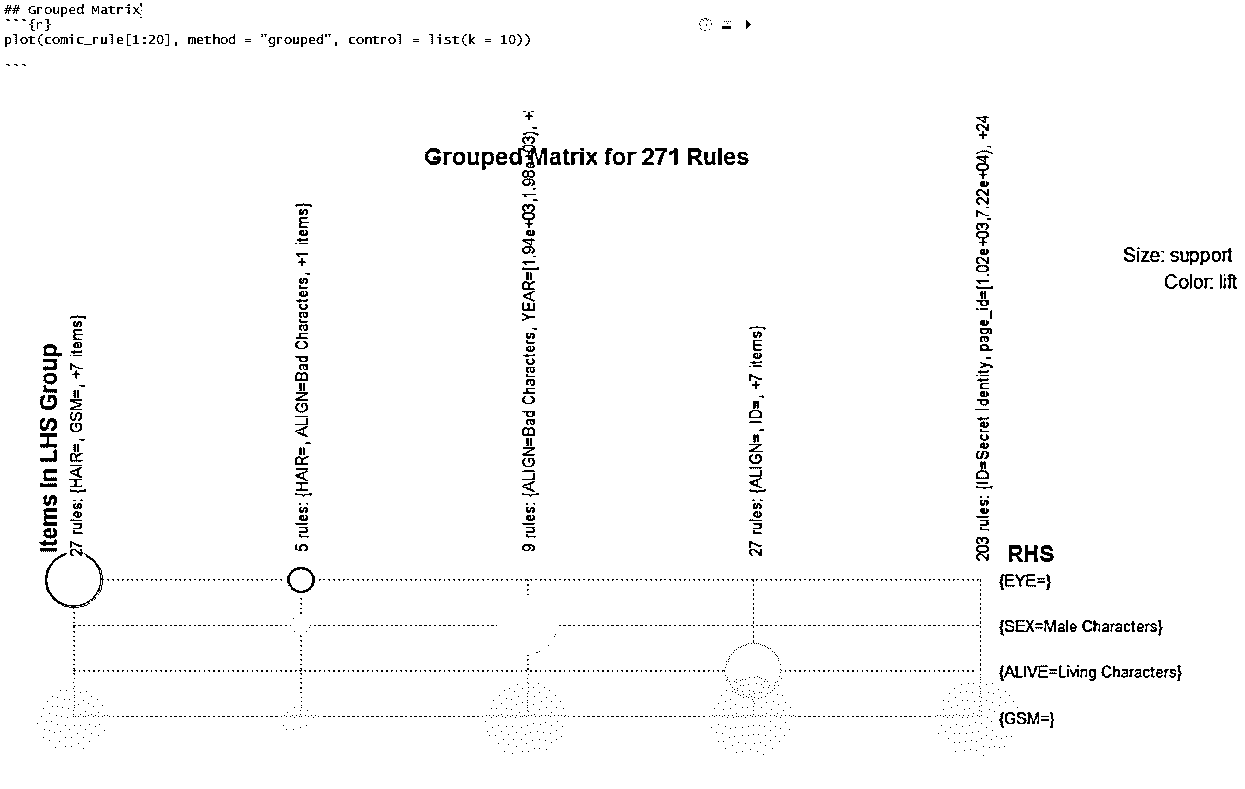 ## Grouped Matrix
```{r}
plot(comic_rule[1:20], method = "grouped", control = list(k = 10))
```
Grouped Matrix for 271 Rules
Size: support
Color: lift
Items in LHS Group
27 rules: {HAIR=, GSM=, +7 items}
5 rules: {HAIR=, ALIGN=Bad Characters, +1 items}
9 rules: {ALIGN=Bad Characters, YEAR=[1.94e+03,1.98e+03), +
27 rules: {ALIGN=, ID=, +7 items}
203 rules: {ID=Secret Identity, page_id=[1.02e+03,7.22e+04), +24
RHS
{EYE=}
{SEX=Male Characters}
{ALIVE=Living Characters}
{GSM=}